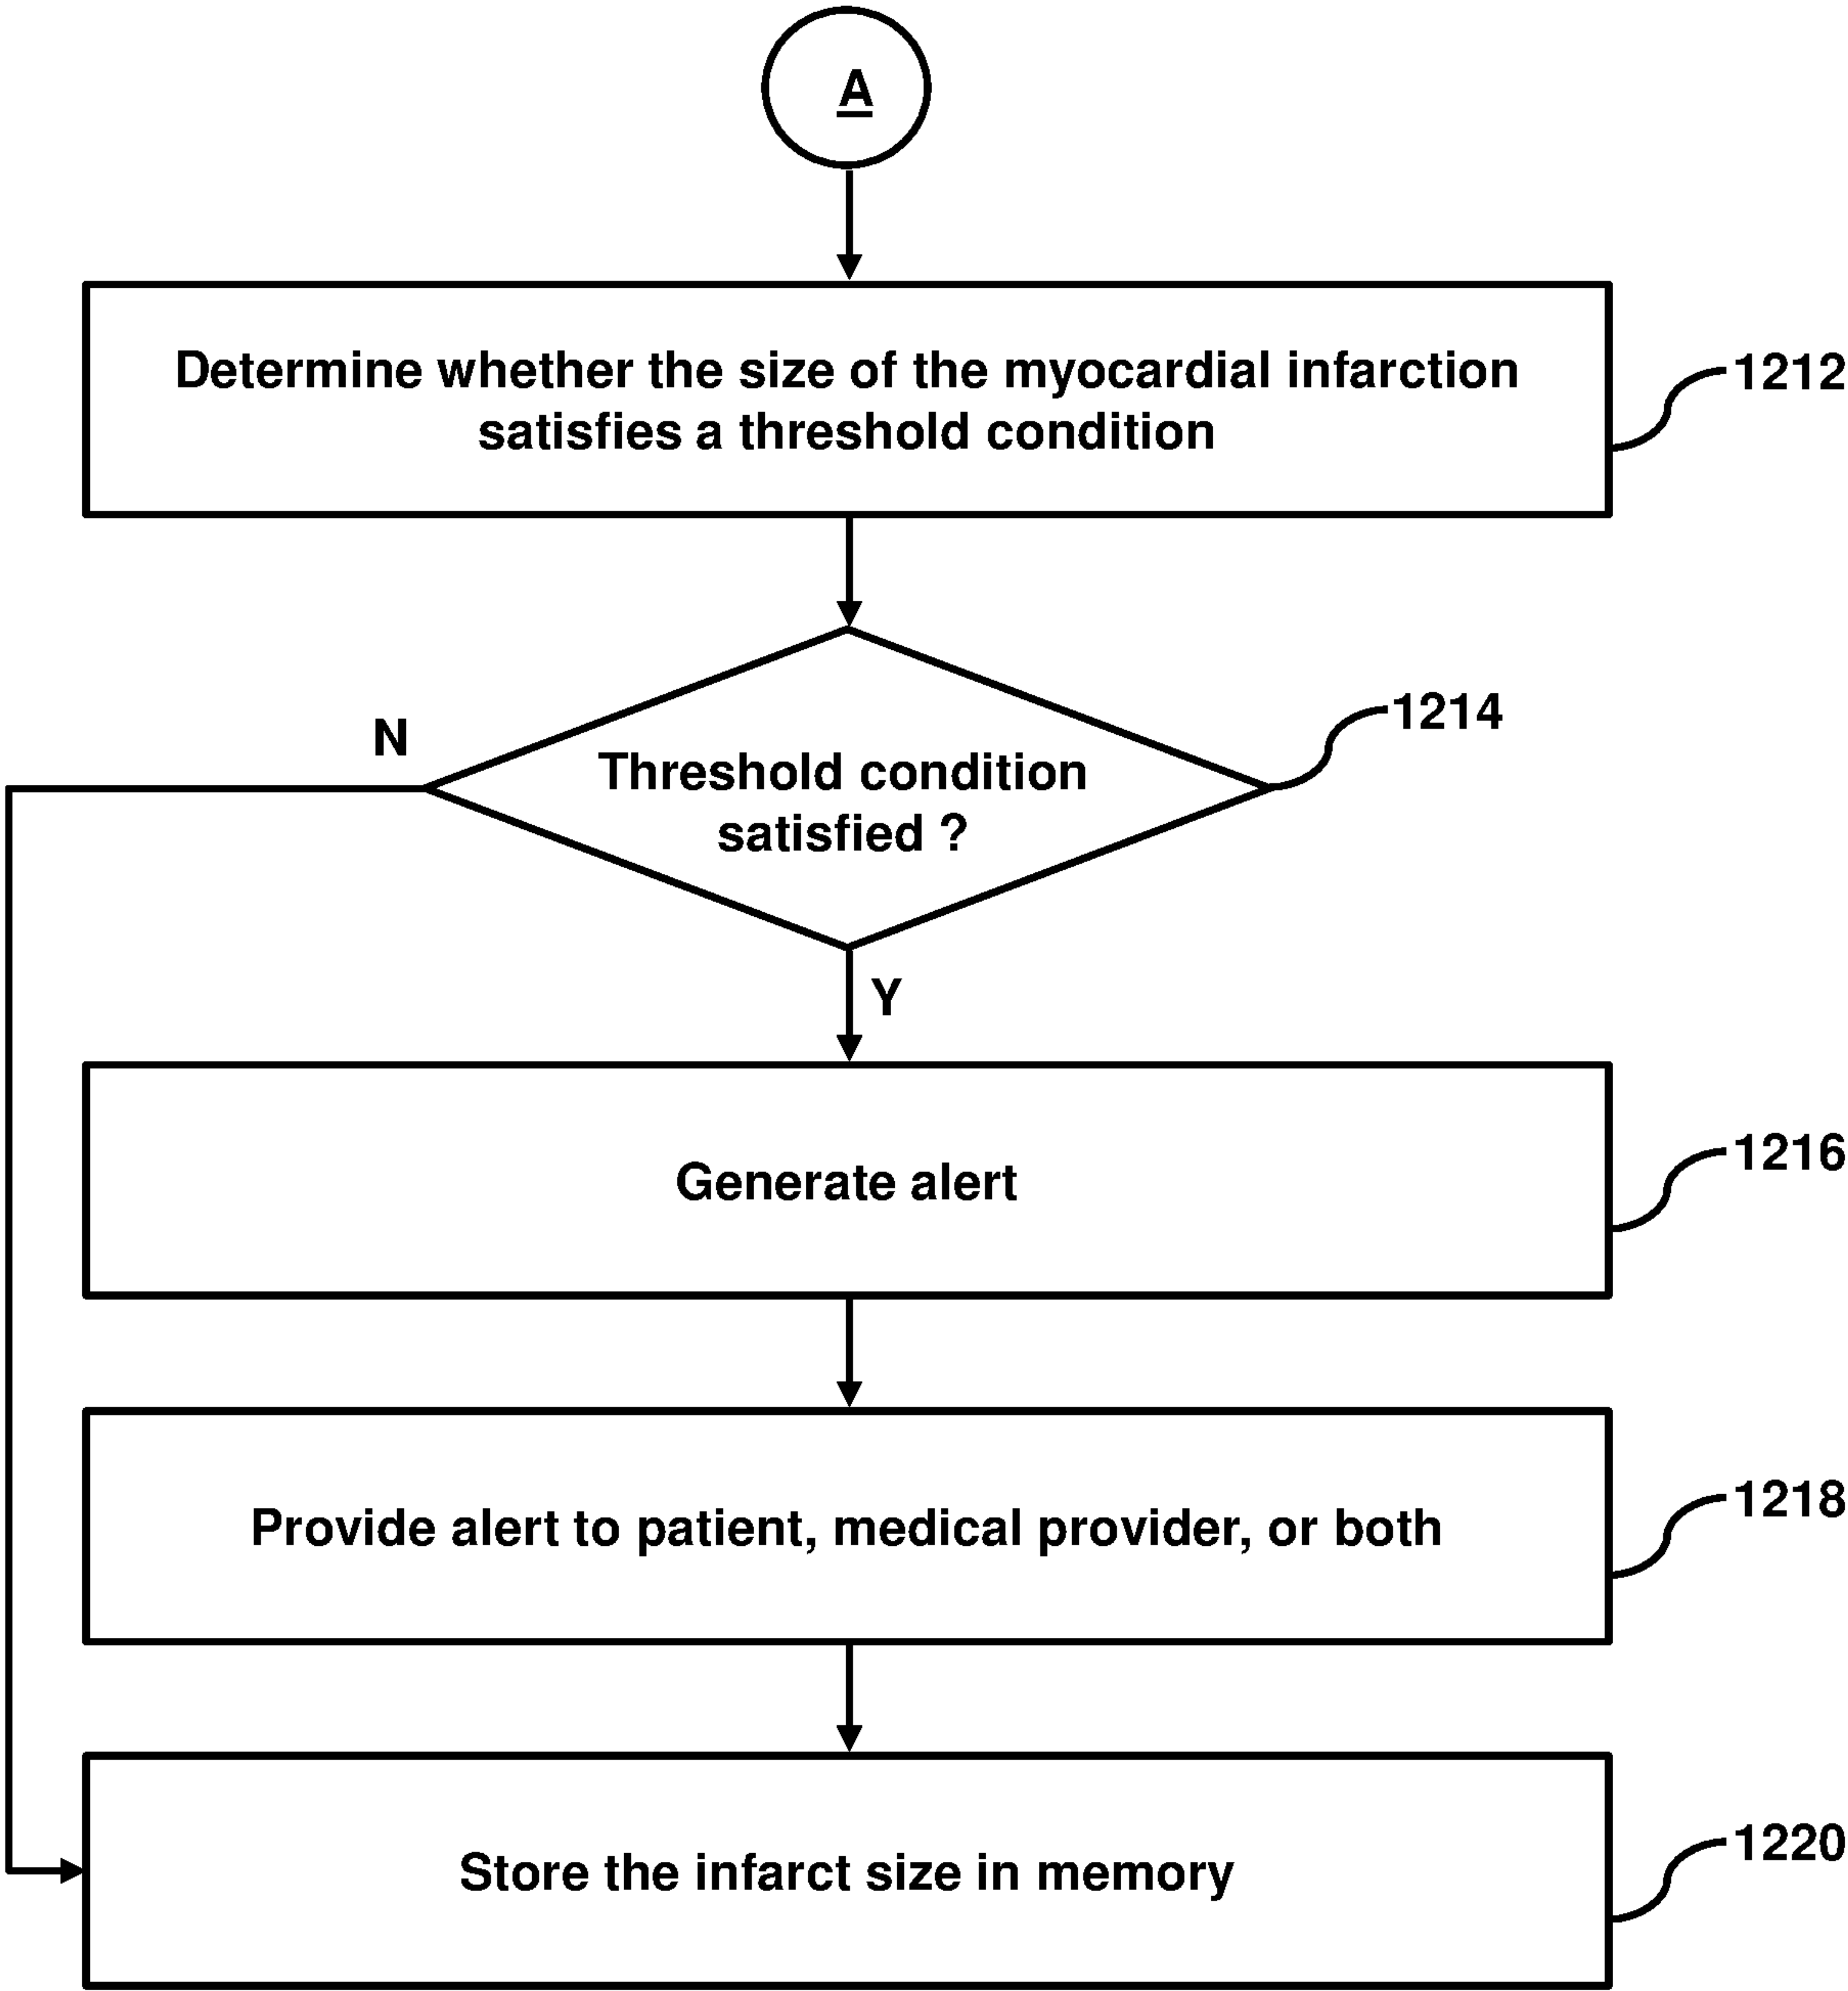 A
Determine whether the size of the myocardial infarction
satisfies a threshold condition
1212
N
Threshold condition
satisfied ?
1214
Y
Generate alert
1216
Provide alert to patient, medical provider, or both
1218
Store the infarct size in memory
1220